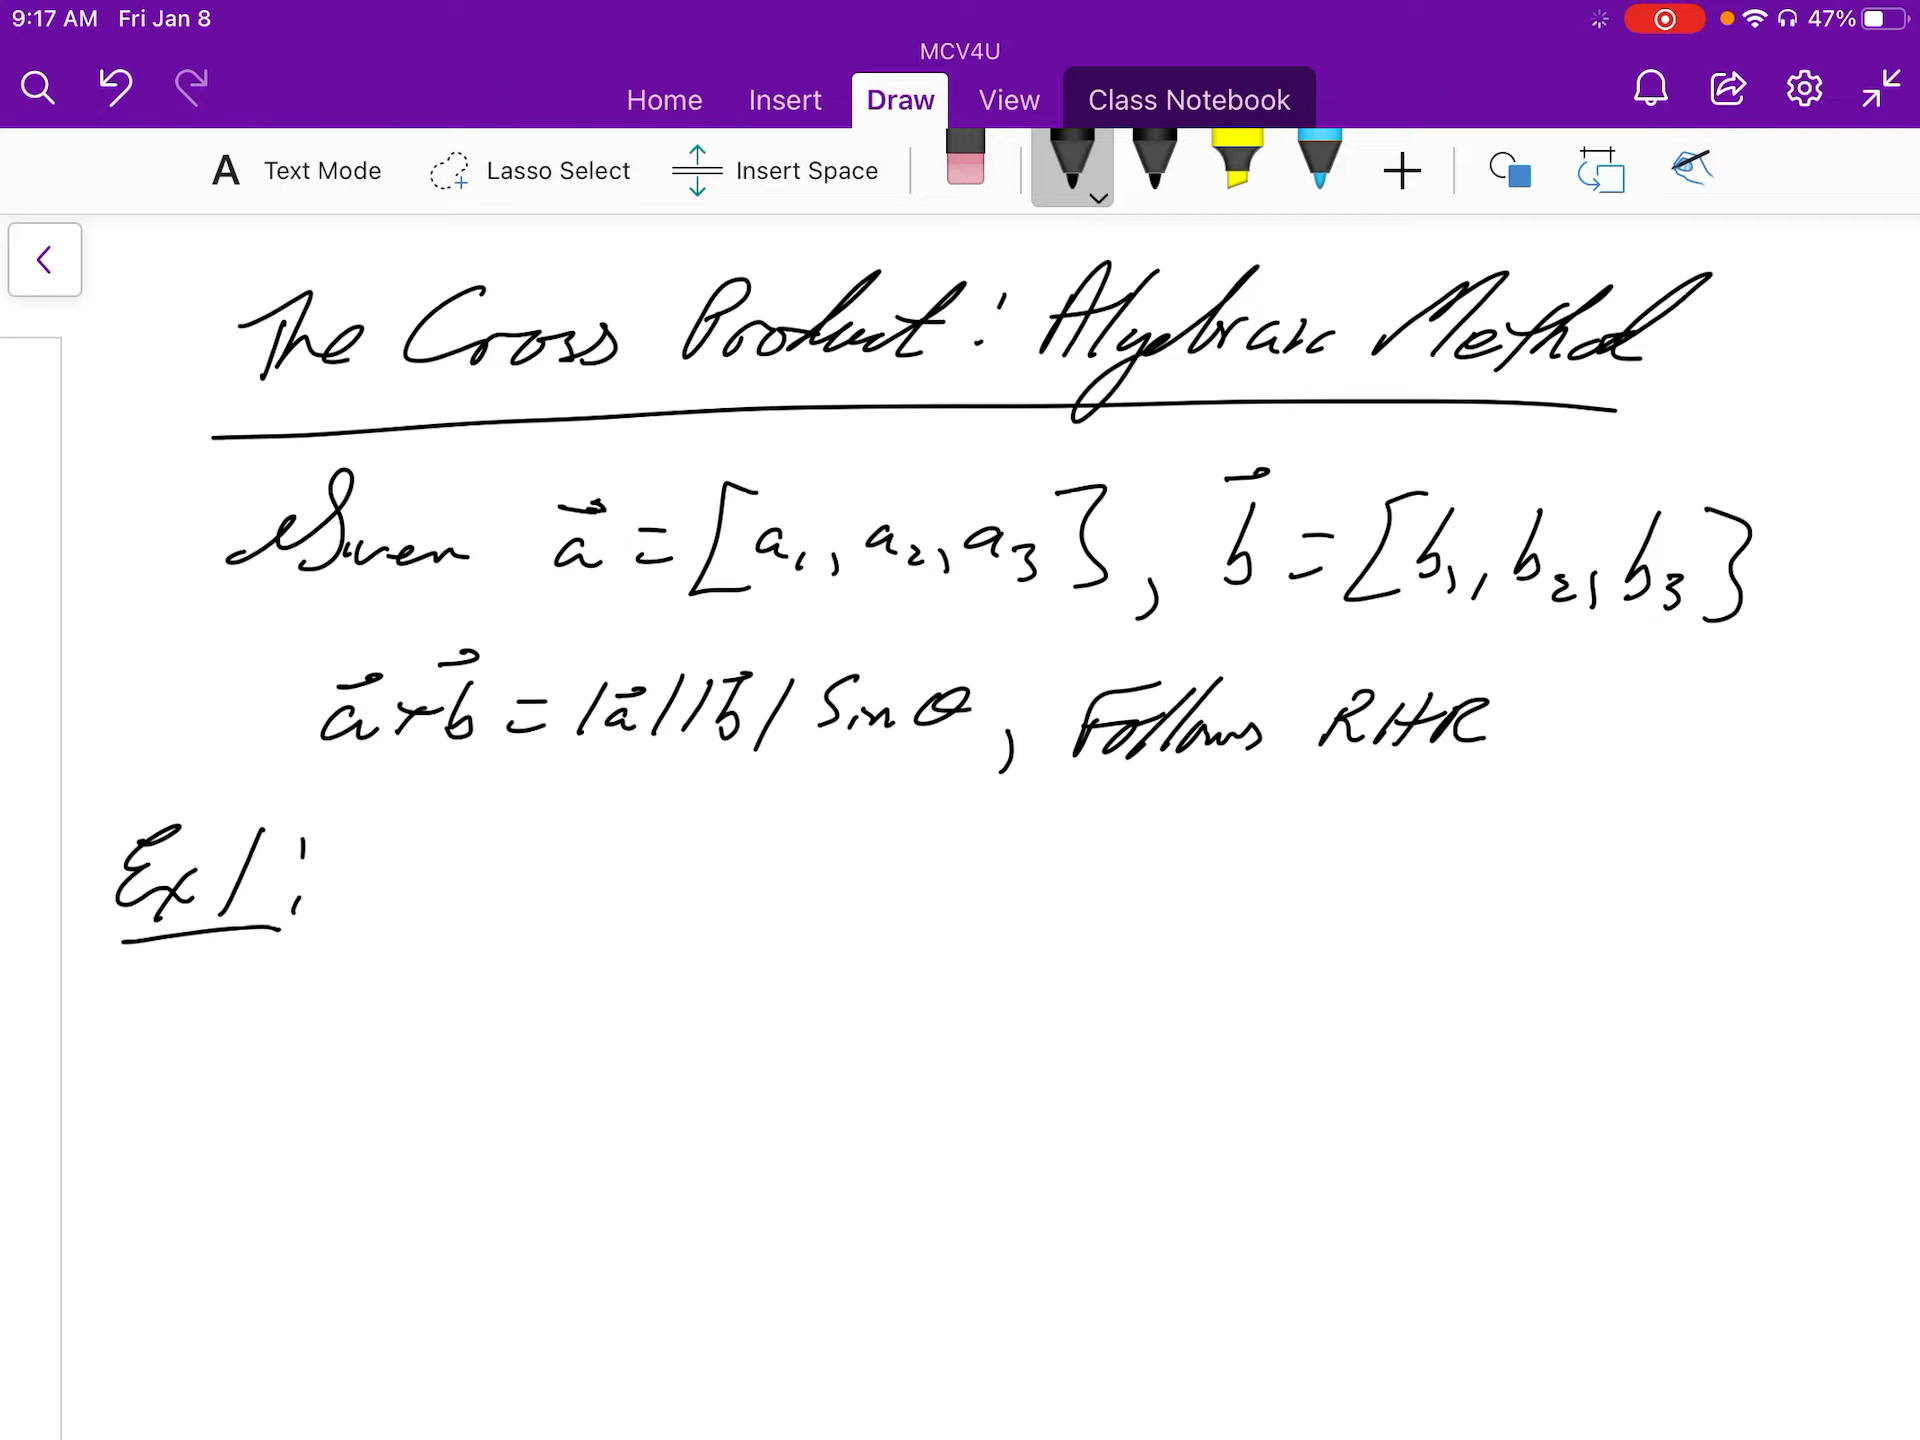 9:17 AM Fri Jan 8 47%
MCV4U
Home Insert Draw View Class Notebook
A Text Mode Lasso Select Insert Space
The Cross Product: Algebraic Method
Given a⃗ = [a₁, a₂, a₃], b⃗ = [b₁, b₂, b₃]
a⃗ × b⃗ = |a⃗||b⃗| Sin θ, Follows RHR
Ex 1: